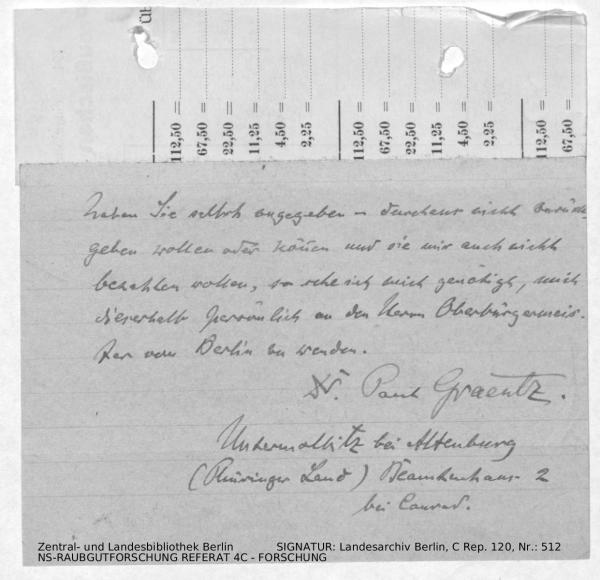 112,50 =
67,50 =
22,50 =
11,25 =
4,50 =
2,25 =
112,50 =
67,50 =
22,50 =
11,25 =
4,50 =
2,25 =
112,50 =
67,50 =
haben Sie selbst angegeben – durchaus nicht zurück-
geben wollen oder können und sie mir auch nicht
bezahlen wollen, so sehe ich mich genötigt, mich
dieserhalb persönlich an den Herrn Oberbürgermeis-
ter von Berlin zu wenden.
Dr. Paul Graentz.
Untermolbitz bei Altenburg
(Thüringer Land) Beamtenhaus 2
bei Conrad.
Zentral- und Landesbibliothek Berlin SIGNATUR: Landesarchiv Berlin, C Rep. 120, Nr.: 512
NS-RAUBGUTFORSCHUNG REFERAT 4C - FORSCHUNG